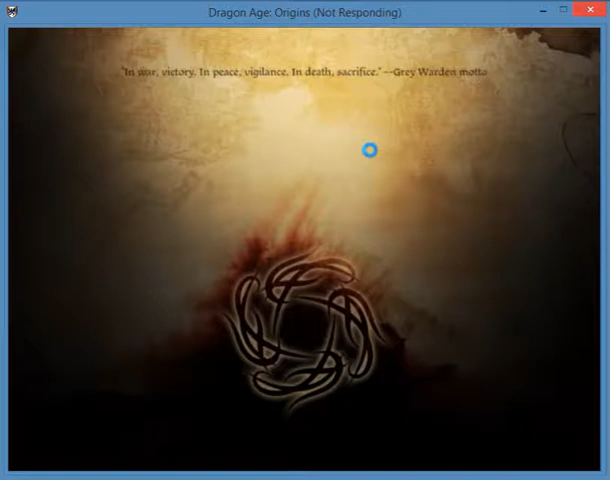 Dragon Age: Origins (Not Responding)
"In war, victory. In peace, vigilance. In death, sacrifice." --Grey Warden motto